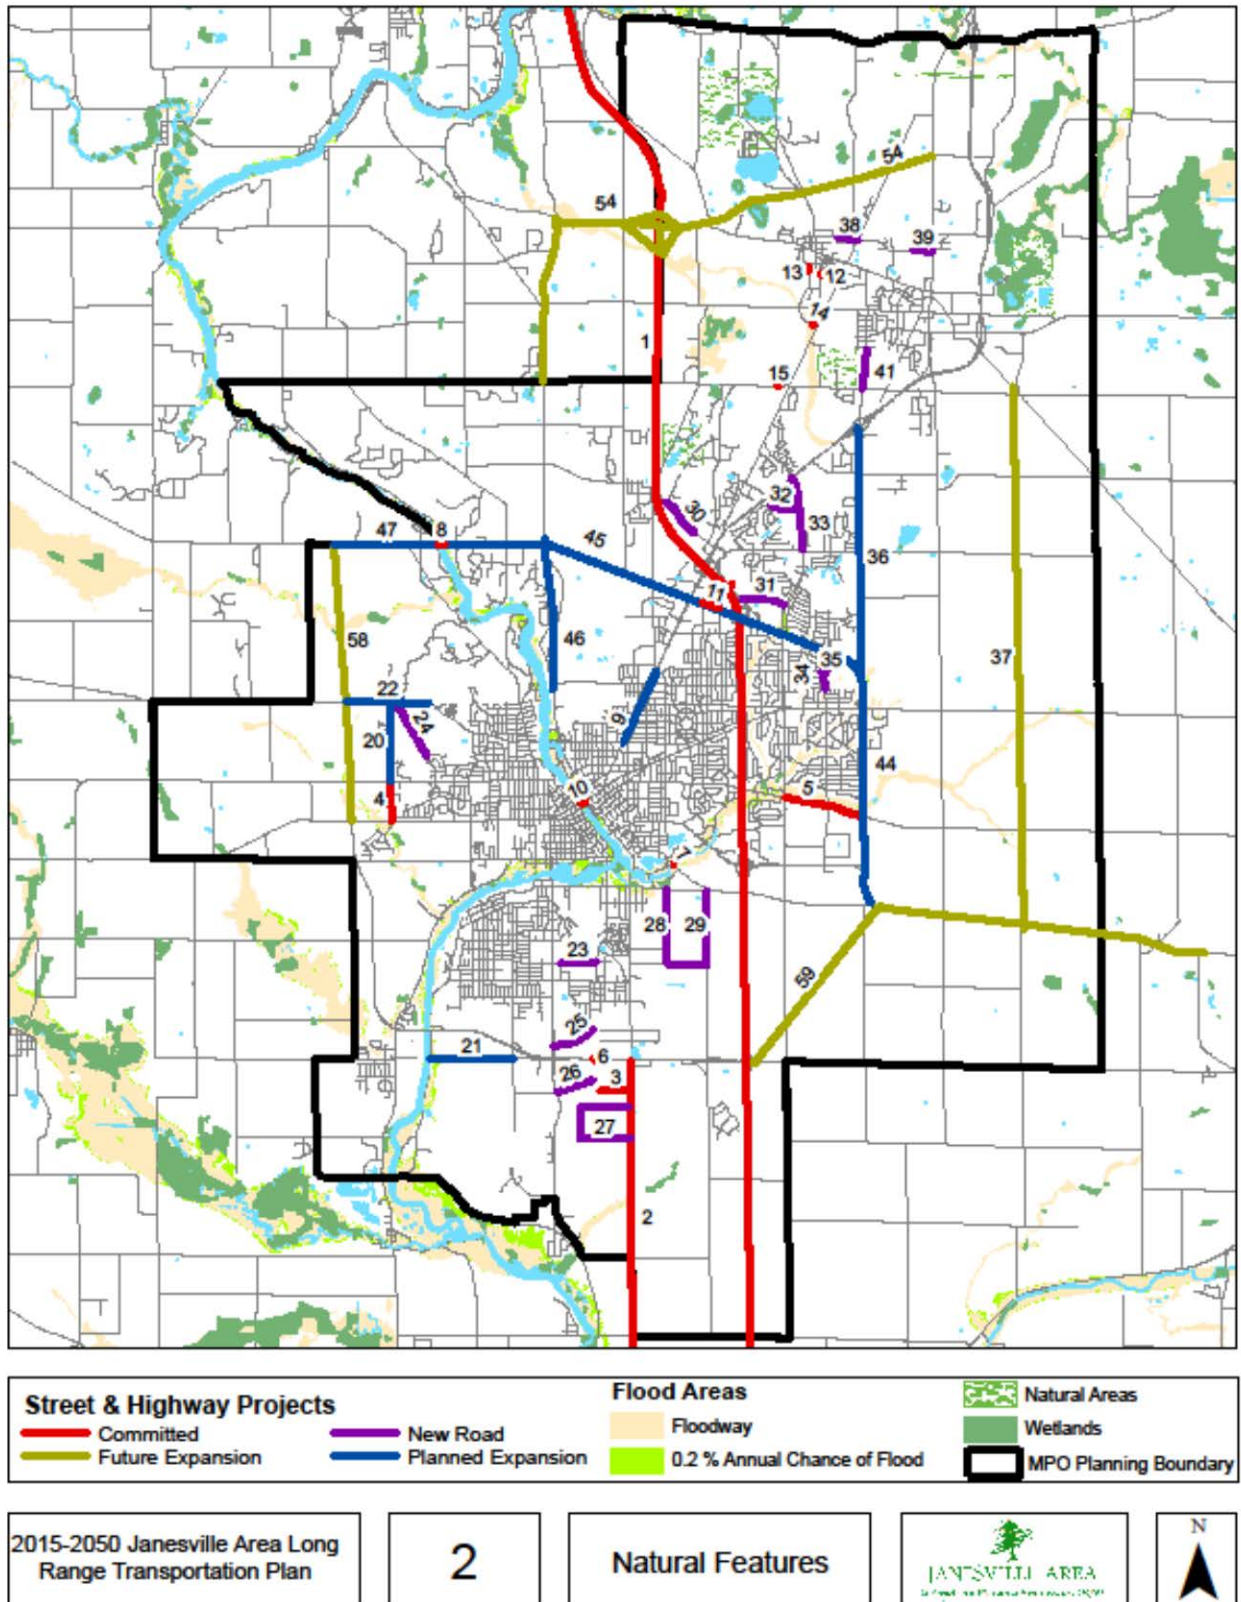 54
54
38
39
13
12
14
1
15
41
32
30
33
47
8
45
36
11
31
46
58
37
35
34
22
24
9
20
44
10
5
4
7
28
29
23
59
25
21
6
26
3
27
2
Street & Highway Projects
Committed
New Road
Future Expansion
Planned Expansion
Flood Areas
Floodway
0.2 % Annual Chance of Flood
Natural Areas
Wetlands
MPO Planning Boundary
2015-2050 Janesville Area Long
Range Transportation Plan
2
Natural Features
JANESVILLE AREA
N